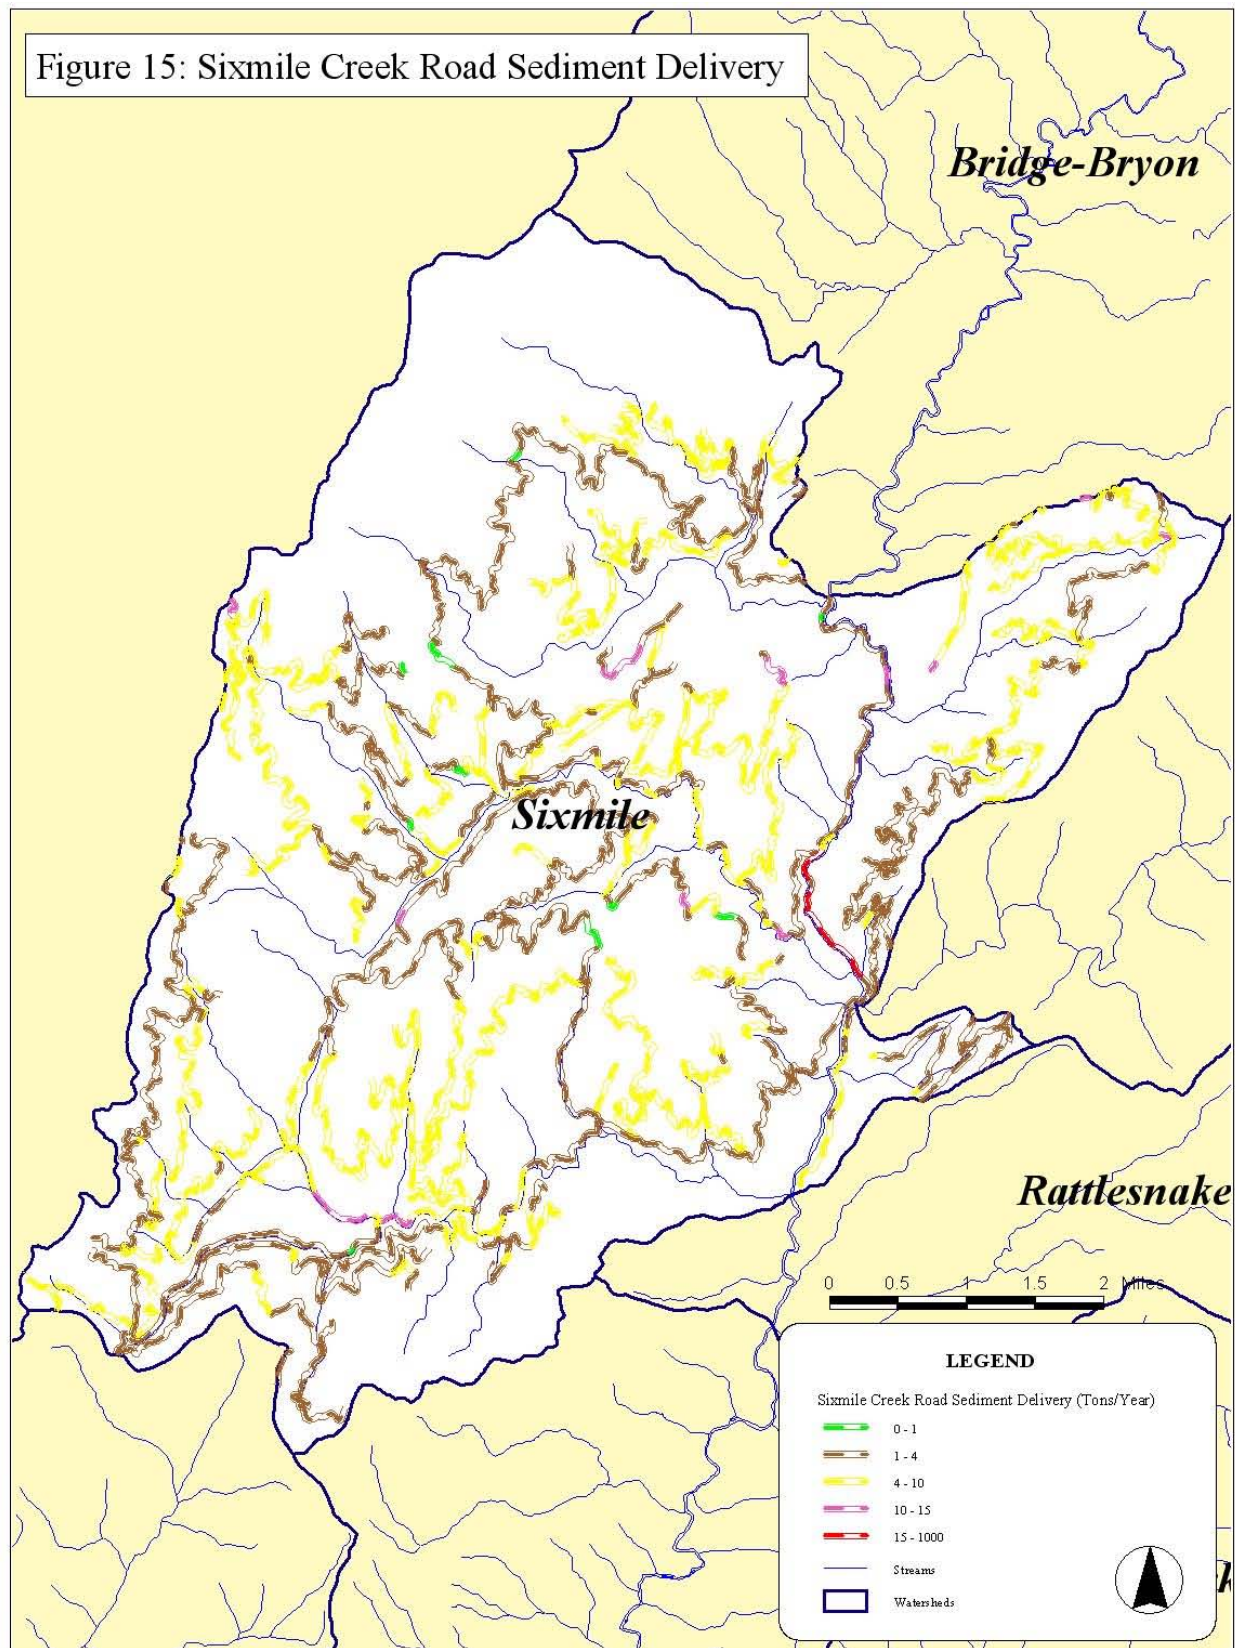 Figure 15: Sixmile Creek Road Sediment Delivery
Bridge-Bryon
Sixmile
Rattlesnake
0 0.5 1 1.5 2 Miles
LEGEND
Sixmile Creek Road Sediment Delivery (Tons/Year)
0 - 1
1 - 4
4 - 10
10 - 15
15 - 1000
Streams
Watersheds